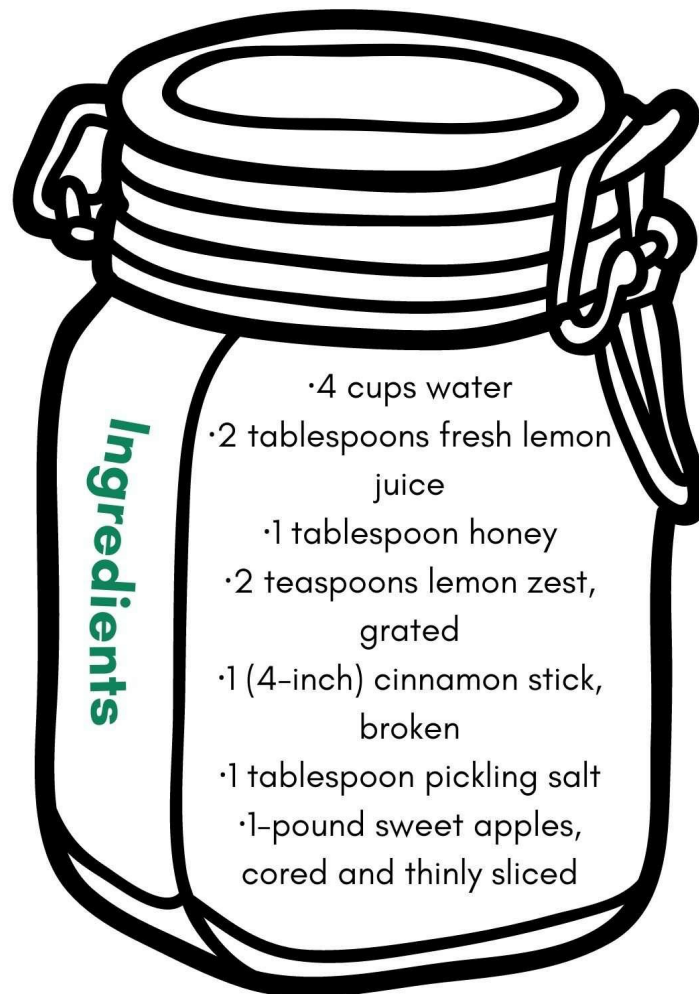 Ingredients
·4 cups water
·2 tablespoons fresh lemon
juice
·1 tablespoon honey
·2 teaspoons lemon zest,
grated
·1 (4-inch) cinnamon stick,
broken
·1 tablespoon pickling salt
·1-pound sweet apples,
cored and thinly sliced